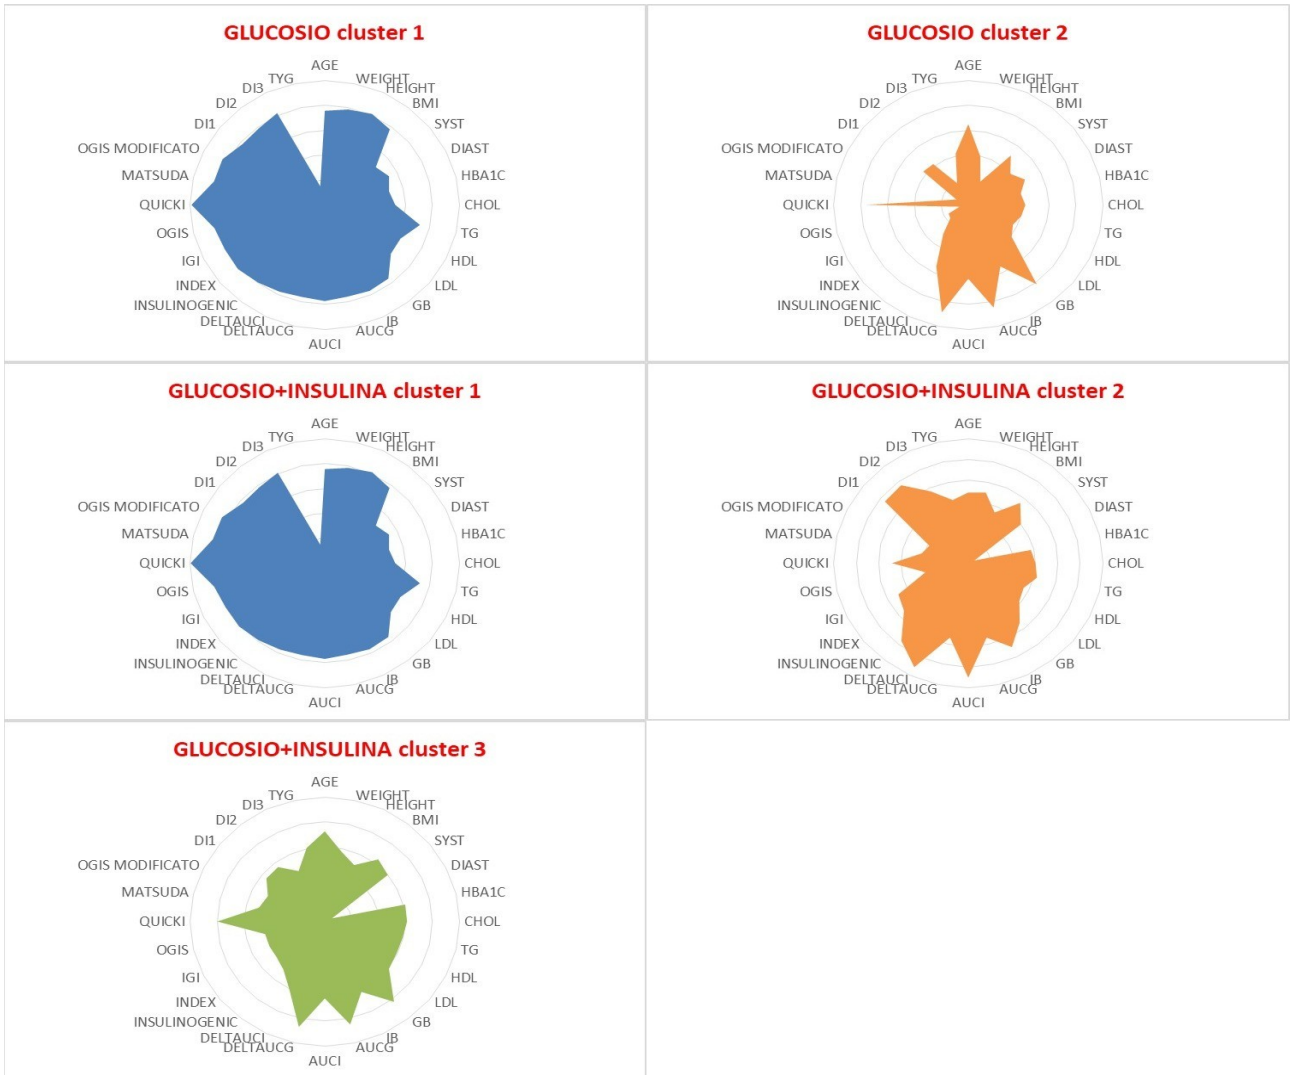 GLUCOSIO cluster 1
AGE
WEIGHT
HEIGHT
BMI
SYST
DIAST
HBA1C
CHOL
TG
HDL
LDL
GB
IB
AUCG
AUCI
DELTAUCG
DELTAUCI
INSULINOGENIC
INDEX
IGI
OGIS
QUICKI
MATSUDA
OGIS MODIFICATO
DI1
DI2
DI3
TYG
GLUCOSIO cluster 2
AGE
WEIGHT
HEIGHT
BMI
SYST
DIAST
HBA1C
CHOL
TG
HDL
LDL
GB
IB
AUCG
AUCI
DELTAUCG
DELTAUCI
INSULINOGENIC
INDEX
IGI
OGIS
QUICKI
MATSUDA
OGIS MODIFICATO
DI1
DI2
DI3
TYG
GLUCOSIO+INSULINA cluster 1
AGE
WEIGHT
HEIGHT
BMI
SYST
DIAST
HBA1C
CHOL
TG
HDL
LDL
GB
IB
AUCG
AUCI
DELTAUCG
DELTAUCI
INSULINOGENIC
INDEX
IGI
OGIS
QUICKI
MATSUDA
OGIS MODIFICATO
DI1
DI2
DI3
TYG
GLUCOSIO+INSULINA cluster 2
AGE
WEIGHT
HEIGHT
BMI
SYST
DIAST
HBA1C
CHOL
TG
HDL
LDL
GB
IB
AUCG
AUCI
DELTAUCG
DELTAUCI
INSULINOGENIC
INDEX
IGI
OGIS
QUICKI
MATSUDA
OGIS MODIFICATO
DI1
DI2
DI3
TYG
GLUCOSIO+INSULINA cluster 3
AGE
WEIGHT
HEIGHT
BMI
SYST
DIAST
HBA1C
CHOL
TG
HDL
LDL
GB
IB
AUCG
AUCI
DELTAUCG
DELTAUCI
INSULINOGENIC
INDEX
IGI
OGIS
QUICKI
MATSUDA
OGIS MODIFICATO
DI1
DI2
DI3
TYG